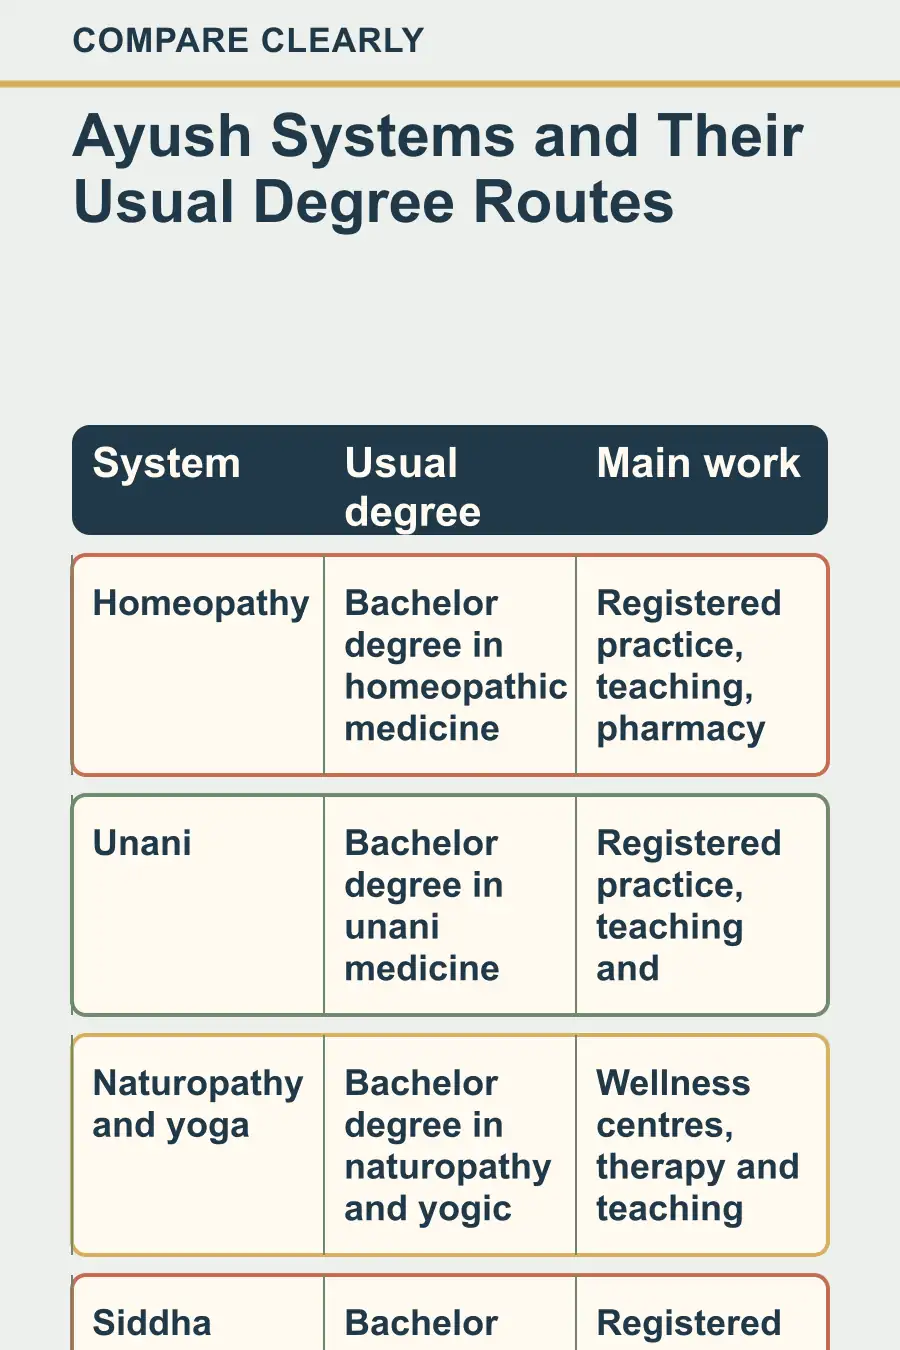 COMPARE CLEARLY
Ayush Systems and Their
Usual Degree Routes
System
Usual
degree
Main work
Homeopathy
Bachelor
degree in
homeopathic
medicine
Registered
practice,
teaching,
pharmacy
Unani
Bachelor
degree in
unani
medicine
Registered
practice,
teaching
and
Naturopathy
and yoga
Bachelor
degree in
naturopathy
and yogic
Wellness
centres,
therapy and
teaching
Siddha
Bachelor
Registered